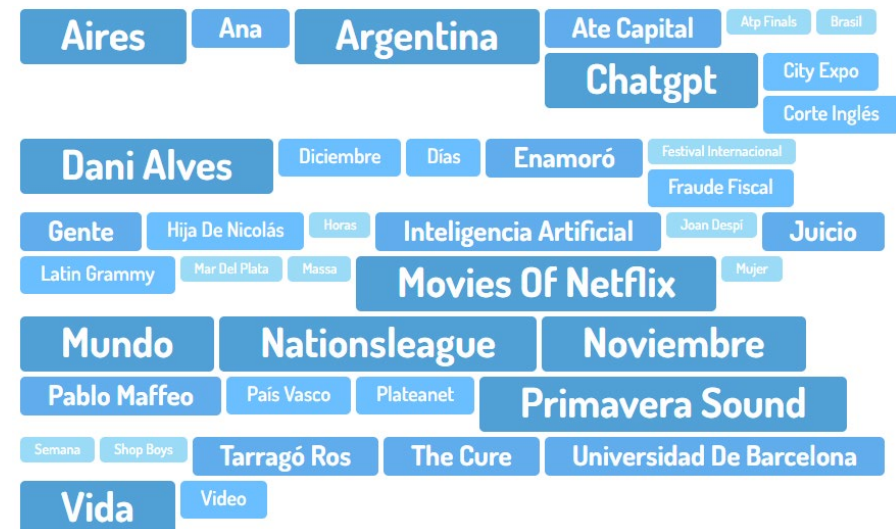 Aires Ana Argentina Ate Capital Atp Finals Brasil
Chatgpt City Expo
Corte Inglés
Dani Alves Diciembre Días Enamoró Festival Internacional
Fraude Fiscal
Gente Hija De Nicolás Horas Inteligencia Artificial Joan Despí Juicio
Latin Grammy Mar Del Plata Massa Movies Of Netflix Mujer
Mundo Nationsleague Noviembre
Pablo Maffeo País Vasco Plateanet Primavera Sound
Semana Shop Boys Tarragó Ros The Cure Universidad De Barcelona
Vida Video